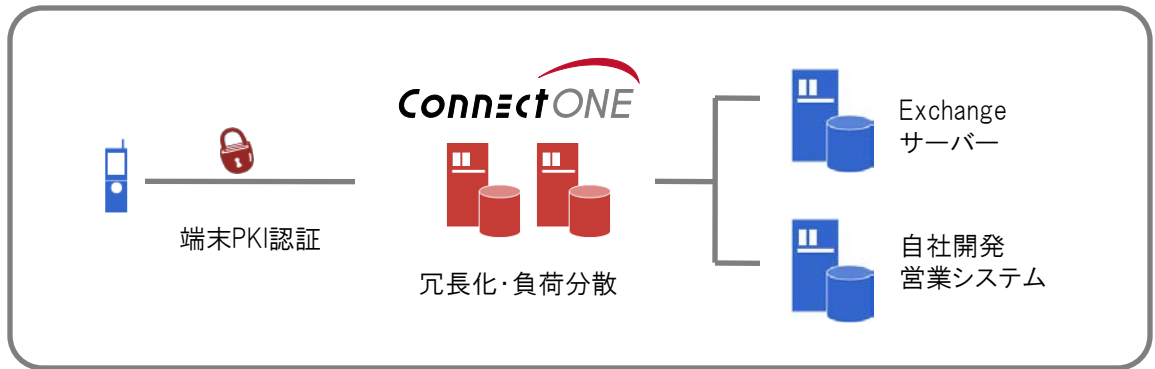 ConnectONE
Exchange
サーバー
端末PKI認証
自社開発
営業システム
冗長化・負荷分散